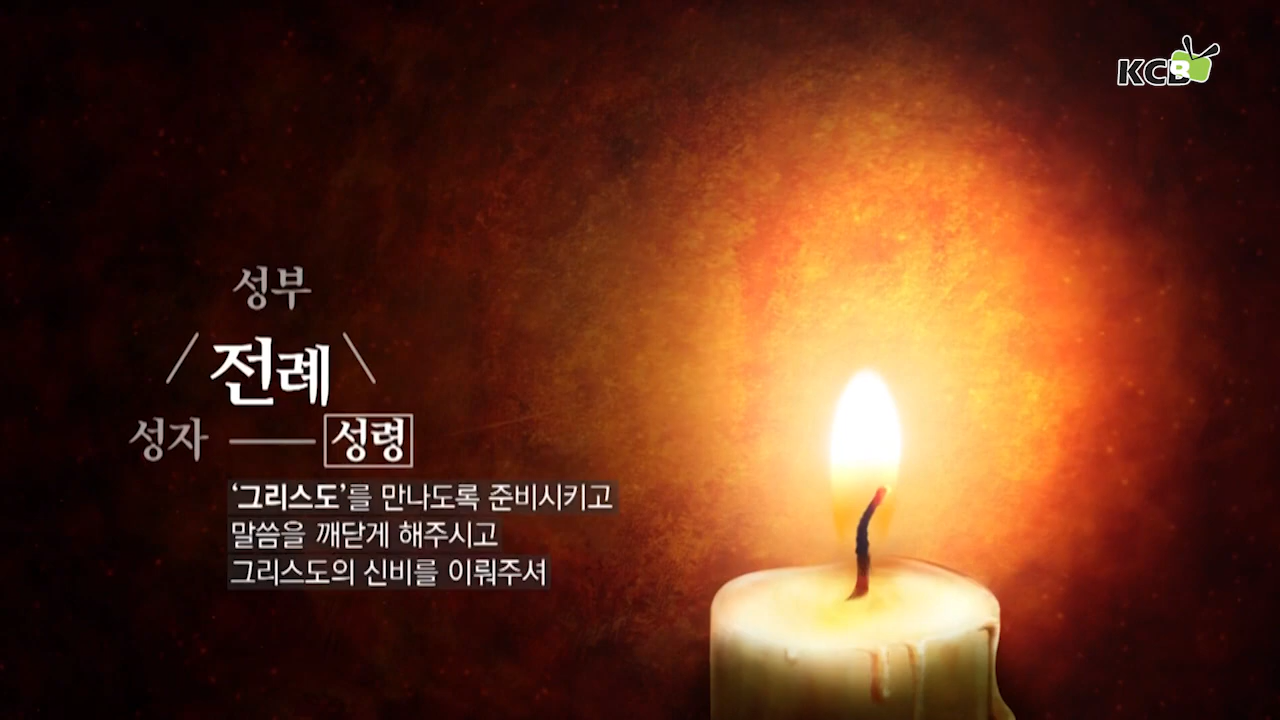 KCB
성부
전례
성자
성령
‘그리스도’를 만나도록 준비시키고
말씀을 깨닫게 해주시고
그리스도의 신비를 이뤄주셔